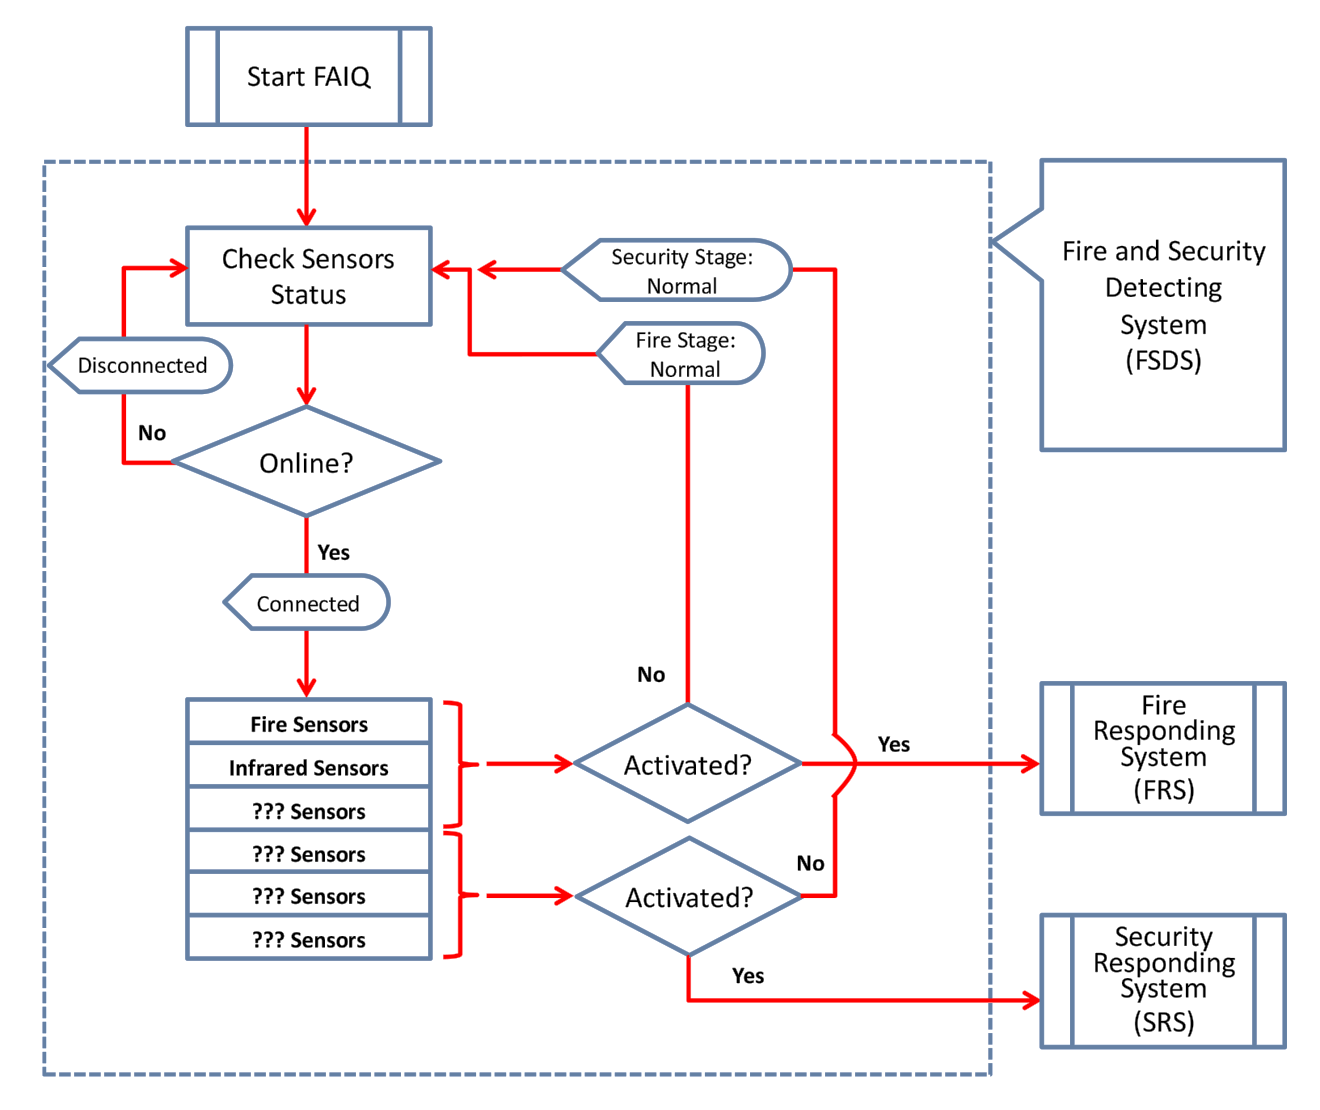 Start FAIQ
Check Sensors
Status
Security Stage:
Normal
Fire Stage:
Normal
Fire and Security
Detecting
System
(FSDS)
Disconnected
No
Online?
Yes
Connected
No
Fire Sensors
Infrared Sensors
??? Sensors
??? Sensors
??? Sensors
??? Sensors
Activated?
Yes
Fire
Responding
System
(FRS)
No
Activated?
Yes
Security
Responding
System
(SRS)